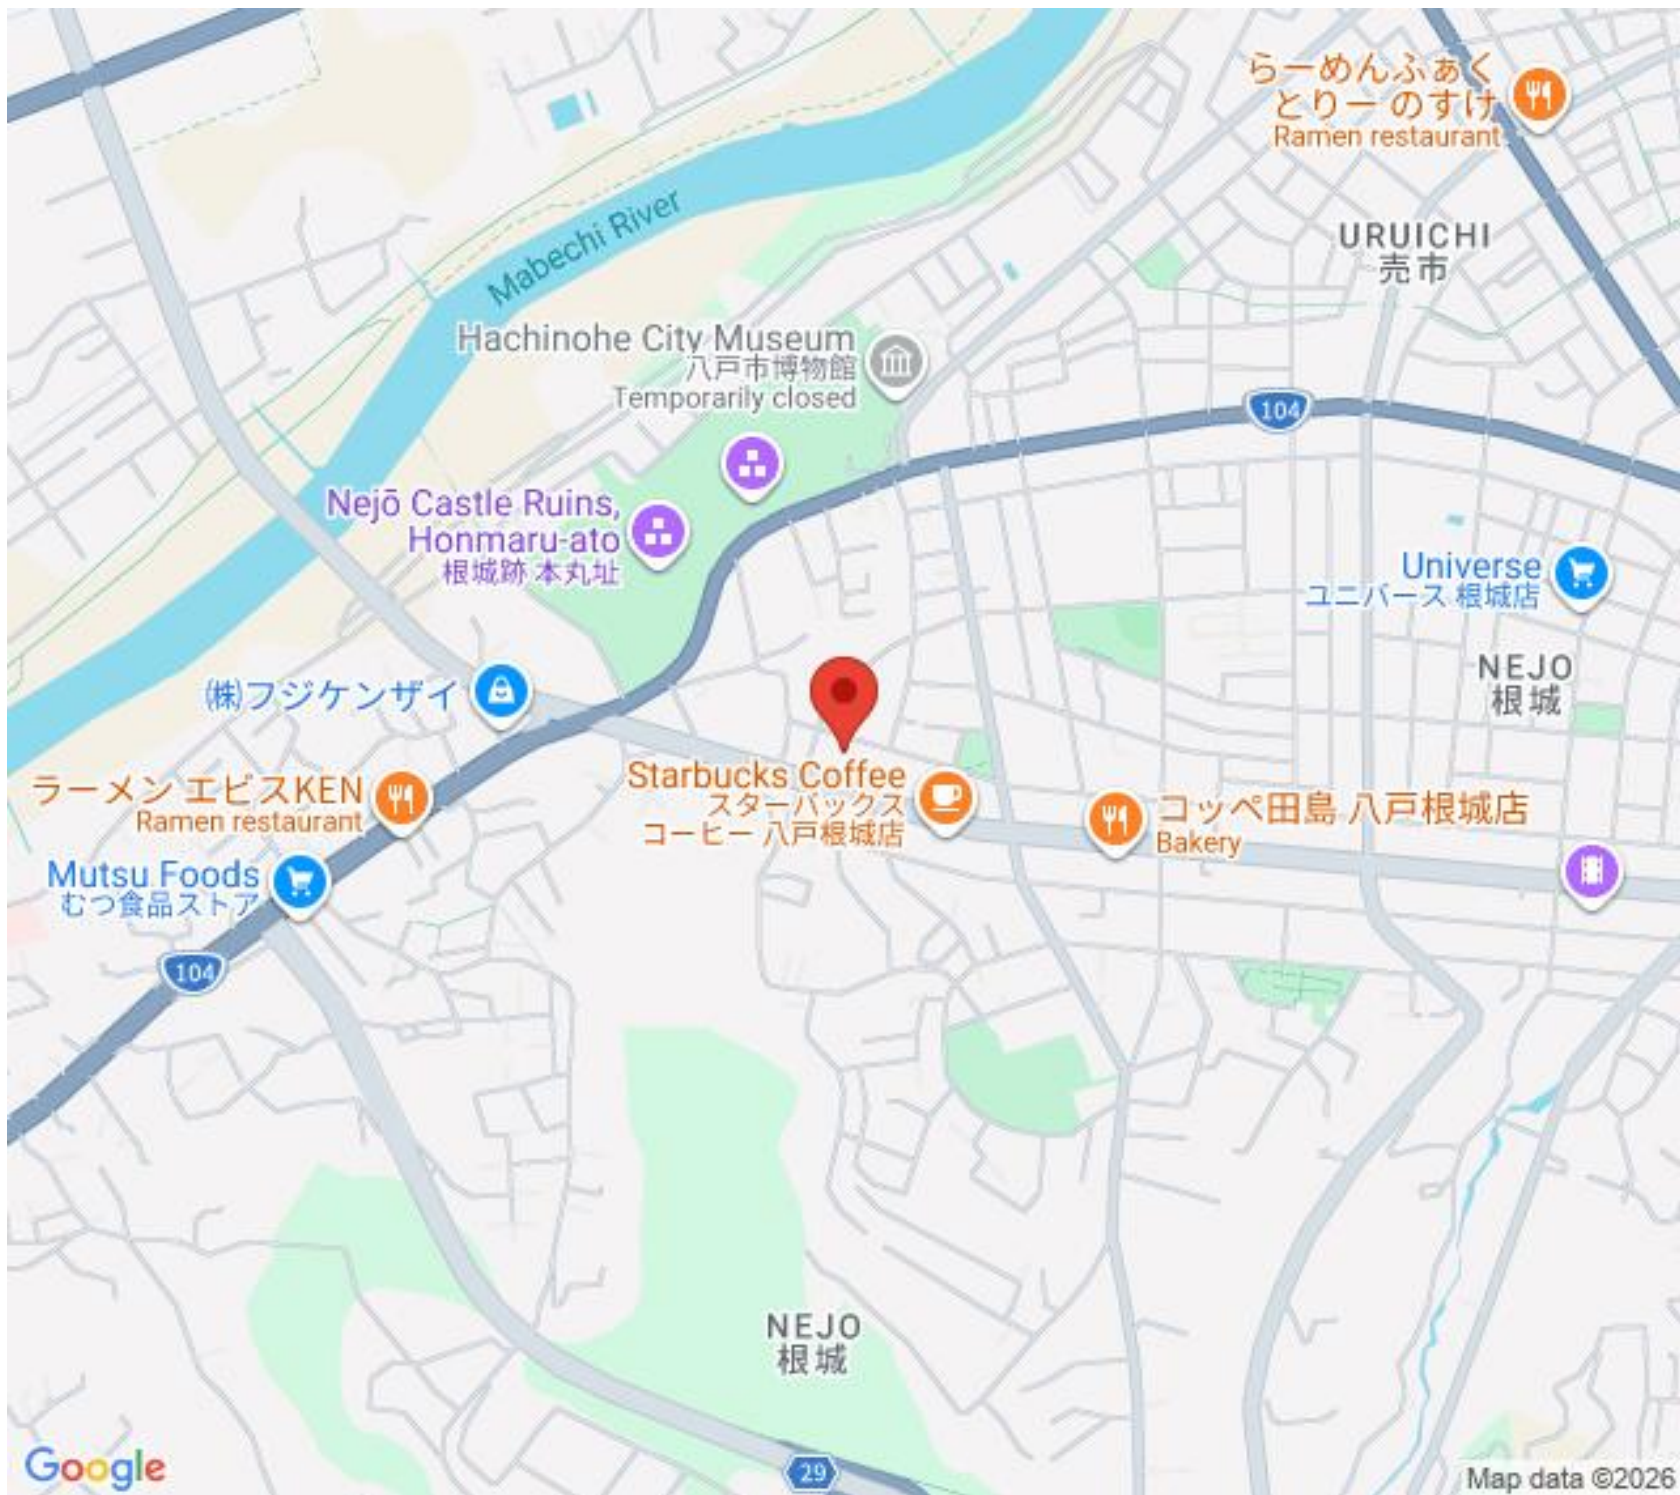 らーめんふぁく
とりー のすけ
Ramen restaurant
URUICHI
売市
Mabechi River
Hachinohe City Museum
八戸市博物館
Temporarily closed
104
Nejō Castle Ruins,
Honmaru-ato
根城跡 本丸址
Universe
ユニバース 根城店
NEJO
根城
㈱フジケンザイ
Starbucks Coffee
スターバックス
コーヒー 八戸根城店
ラーメン エビスKEN
Ramen restaurant
コッペ田島 八戸根城店
Bakery
Mutsu Foods
むつ食品ストア
104
NEJO
根城
29
Google
Map data ©2026